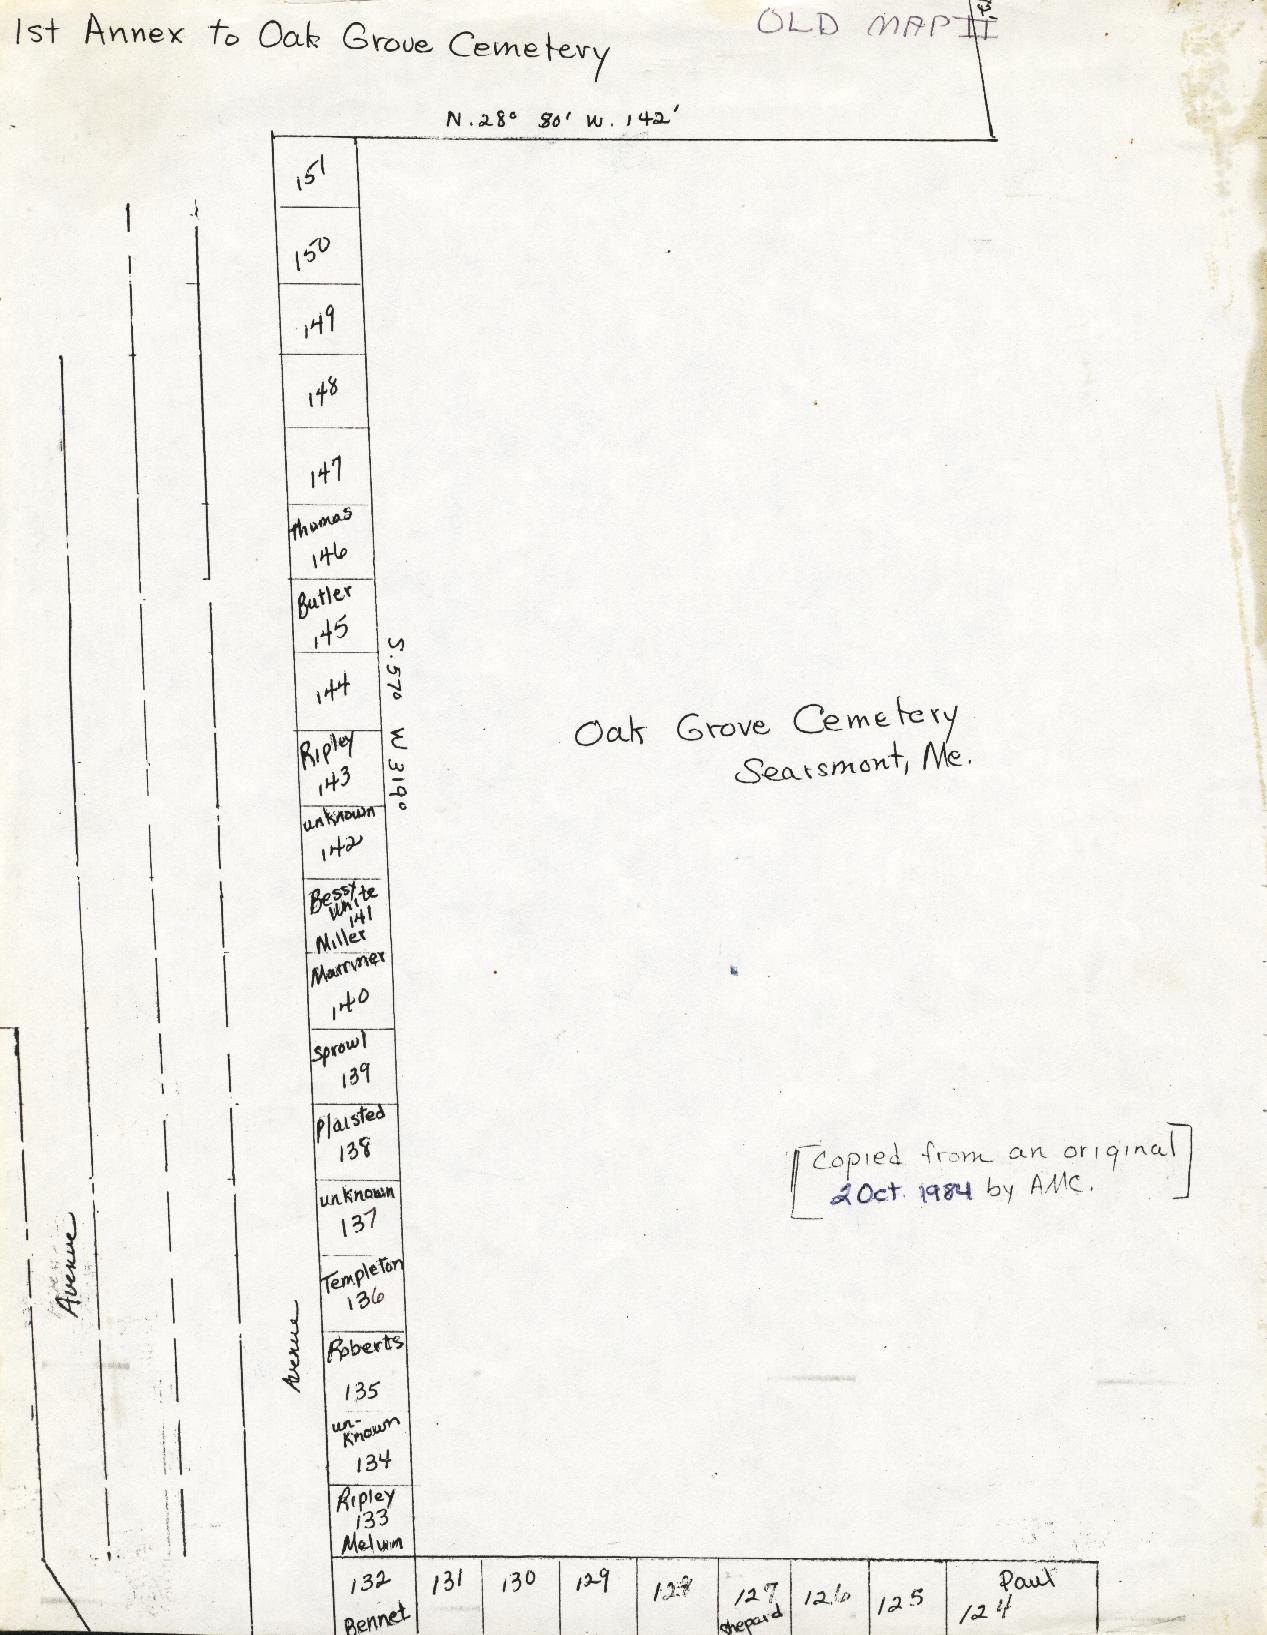 1st Annex to Oak Grove Cemetery
OLD MAP II
N. 28° 80' W. 142'
151
150
149
148
147
Thomas
146
Butler
145
144
Ripley
143
unknown
142
Bessy
White
141
Miller
Marriner
140
Sprowl
139
Plaisted
138
unknown
137
Templeton
136
Roberts
135
un-
known
134
Ripley
133
Melvin
132
Bennet
S. 570 W 319°
Oak Grove Cemetery
Searsmont, Me.
[Copied from an original
2 Oct. 1984 by AMC.]
Avenue
Avenue
131
130
129
128
127
Shepard
126
125
Paul
124